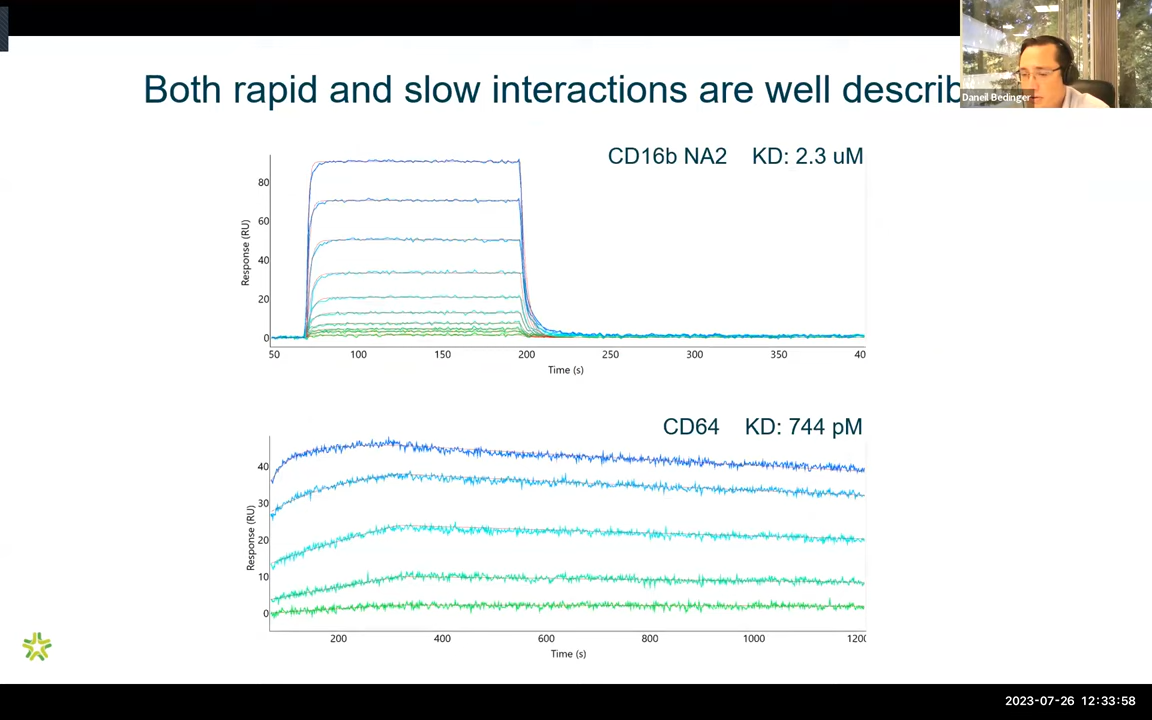 Both rapid and slow interactions are well describ
Daneil Bedinger
CD16b NA2 KD: 2.3 uM
Response (RU)
80
60
40
20
0
50 100 150 200 250 300 350 40
Time (s)
CD64 KD: 744 pM
Response (RU)
40
30
20
10
0
200 400 600 800 1000 1200
Time (s)
2023-07-26 12:33:58